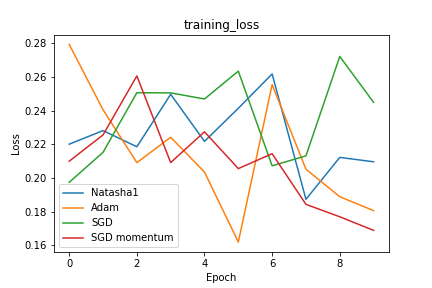 training_loss
0.28
0.26
0.24
0.22
0.20
0.18
0.16
Loss
Natasha1
Adam
SGD
SGD momentum
0 2 4 6 8
Epoch